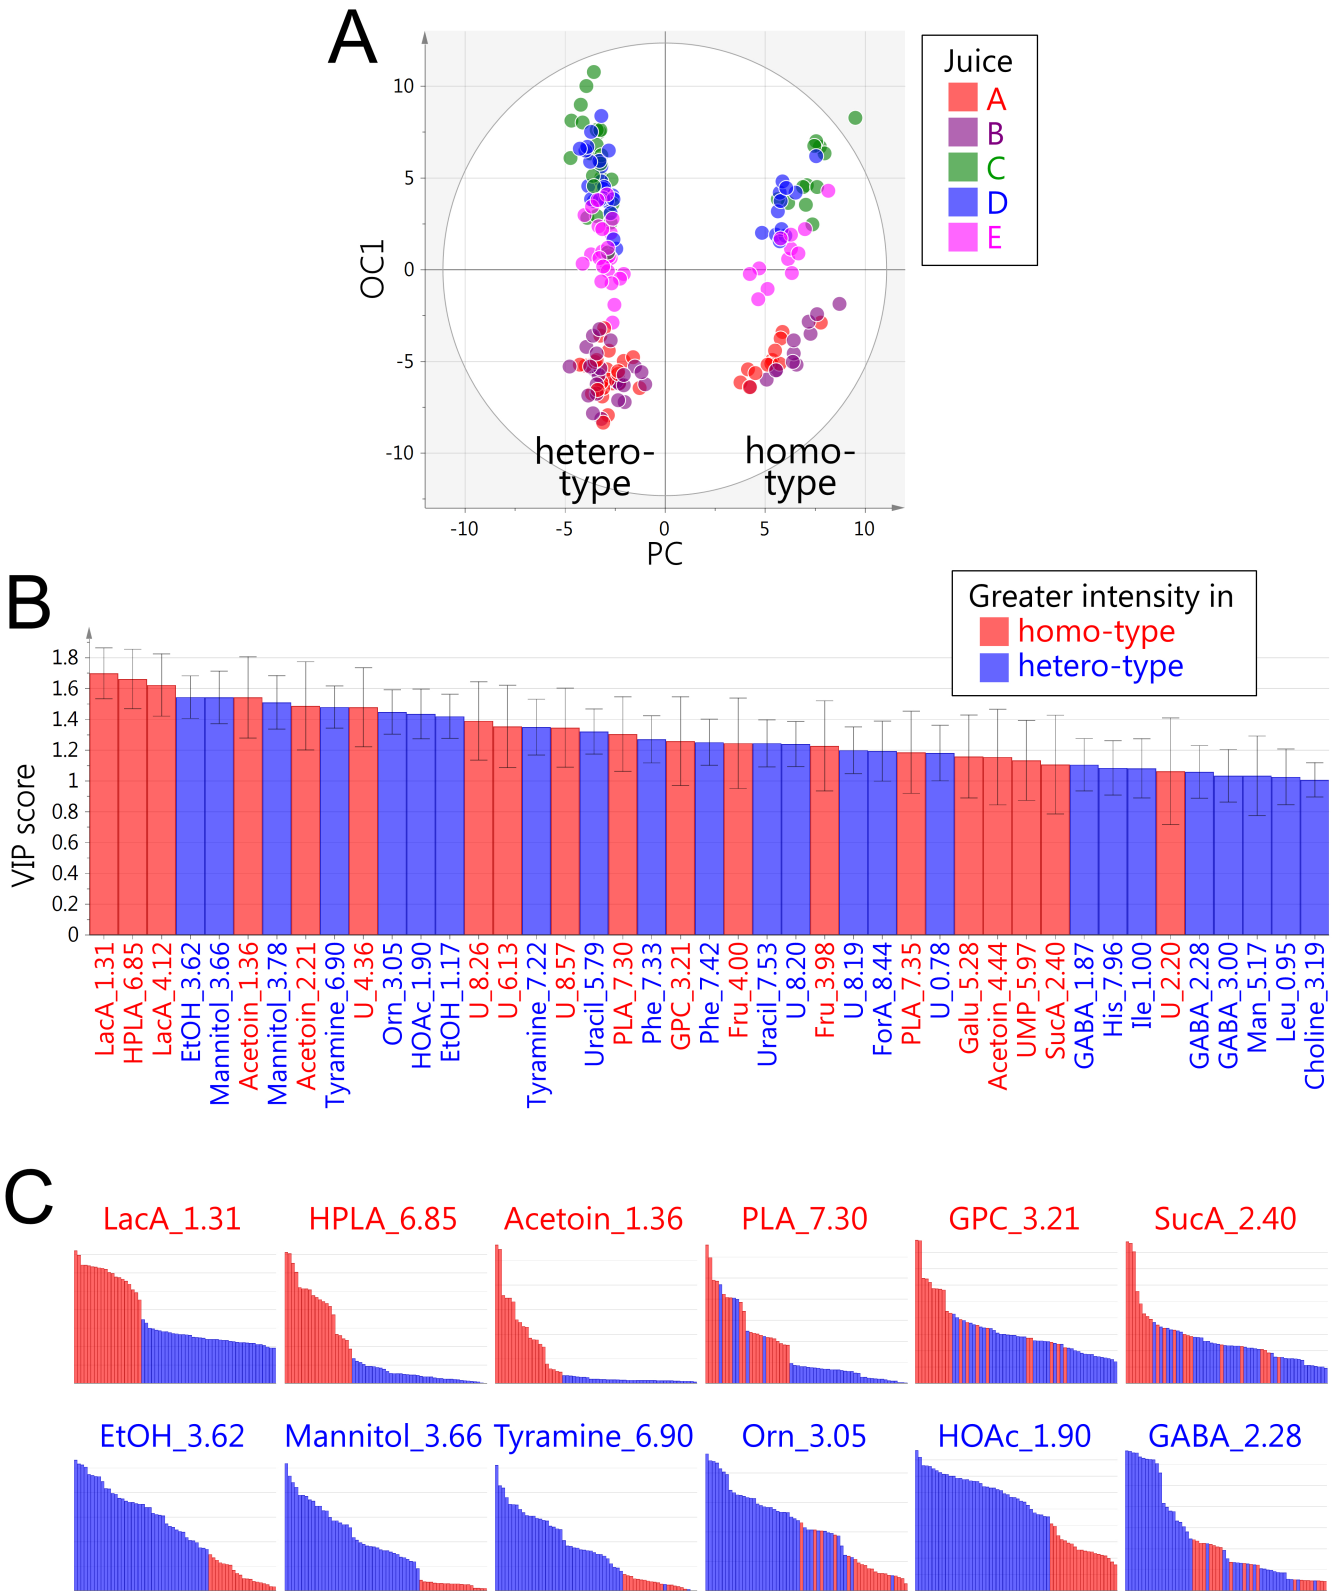 A
Juice
A
B
C
D
E
10
5
0
-5
-10
OC1
hetero-
type
homo-
type
-10
-5
0
5
10
PC
B
Greater intensity in
homo-type
hetero-type
VIP score
1.8
1.6
1.4
1.2
1
0.8
0.6
0.4
0.2
0
LacA_1.31
HPLA_6.85
LacA_4.12
EtOH_3.62
Mannitol_3.66
Acetoin_1.36
Mannitol_3.78
Acetoin_2.21
Tyramine_6.90
U_4.36
Orn_3.05
HOAc_1.90
EtOH_1.17
U_8.26
U_6.13
Tyramine_7.22
U_8.57
Uracil_5.79
PLA_7.30
Phe_7.33
GPC_3.21
Phe_7.42
Fru_4.00
Uracil_7.53
U_8.20
Fru_3.98
U_8.19
ForA_8.44
PLA_7.35
U_0.78
Galu_5.28
Acetoin_4.44
UMP_5.97
SucA_2.40
GABA_1.87
His_7.96
Ile_1.00
U_2.20
GABA_2.28
GABA_3.00
Man_5.17
Leu_0.95
Choline_3.19
C
LacA_1.31
HPLA_6.85
Acetoin_1.36
PLA_7.30
GPC_3.21
SucA_2.40
EtOH_3.62
Mannitol_3.66
Tyramine_6.90
Orn_3.05
HOAc_1.90
GABA_2.28